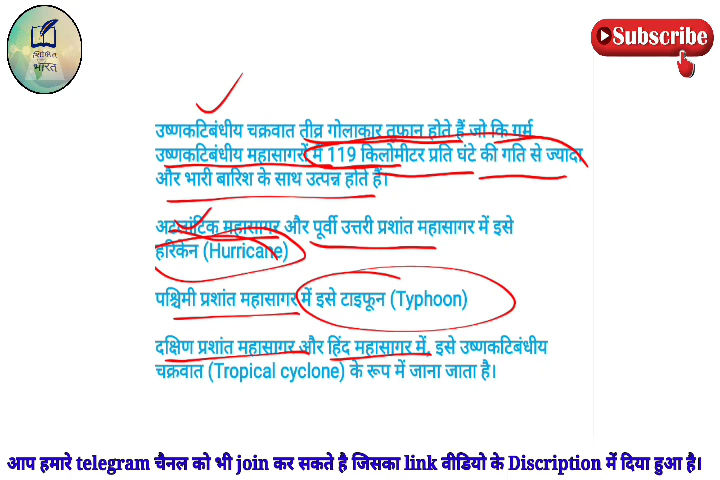 शिक्षित
भारत
Subscribe
उष्णकटिबंधीय चक्रवात तीव्र गोलाकार तूफान होते हैं जो कि गर्म
उष्णकटिबंधीय महासागरों में 119 किलोमीटर प्रति घंटे की गति से ज्यादा
और भारी बारिश के साथ उत्पन्न होते हैं।
अटलांटिक महासागर और पूर्वी उत्तरी प्रशांत महासागर में इसे
हरिकेन (Hurricane)
पश्चिमी प्रशांत महासागर में इसे टाइफून (Typhoon)
दक्षिण प्रशांत महासागर और हिंद महासागर में, इसे उष्णकटिबंधीय
चक्रवात (Tropical cyclone) के रूप में जाना जाता है।
आप हमारे telegram चैनल को भी join कर सकते है जिसका link वीडियो के Discription में दिया हुआ है।